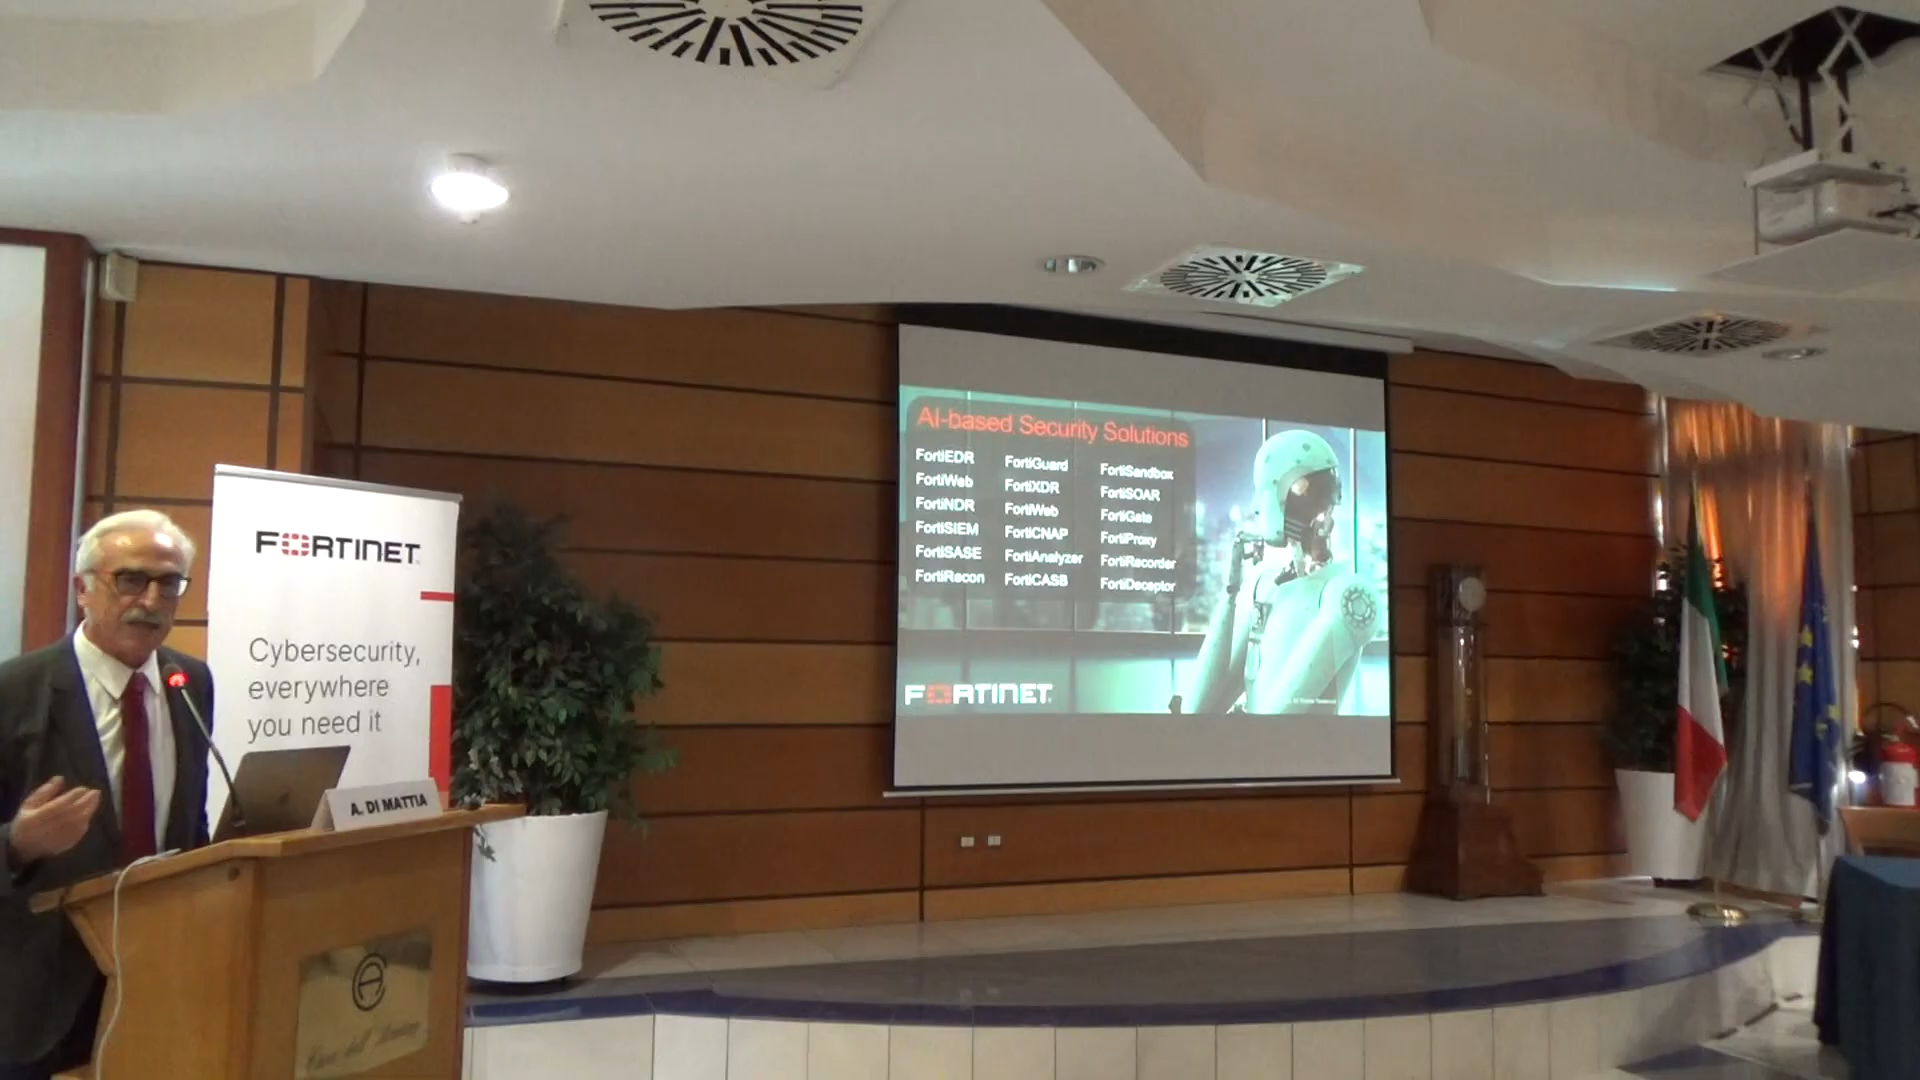 FORTINET
Cybersecurity,
everywhere
you need it
A. DI MATTIA
AI-based Security Solutions
FortiEDR
FortiWeb
FortiNDR
FortiSIEM
FortiSASE
FortiRecon
FortiGuard
FortiXDR
FortiWeb
FortiCNAP
FortiAnalyzer
FortiCASB
FortiSandbox
FortiSOAR
FortiGate
FortiProxy
FortiRecorder
FortiDeceptor
FORTINET